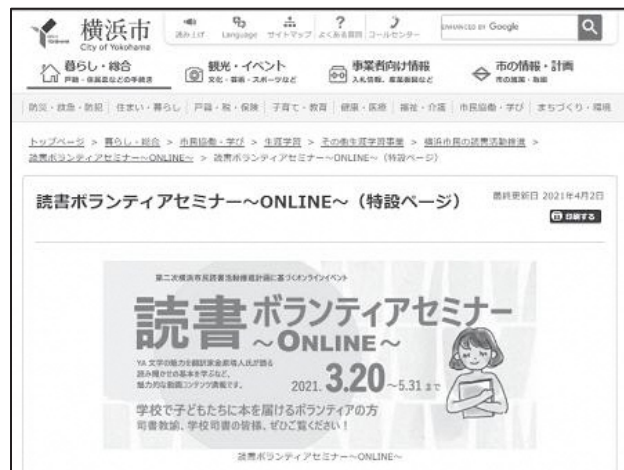 横浜市
City of Yokohama
読み上げ Language サイトマップ よくある質問 コールセンター
ENHANCED BY Google
暮らし・総合
戸籍・保険証などの手続き
観光・イベント
文化・芸術・スポーツなど
事業者向け情報
入札情報、産業振興など
市の情報・計画
市の施策・取組
防災・救急・防犯 住まい・暮らし 戸籍・税・保険 子育て・教育 健康・医療 福祉・介護 市民協働・学び まちづくり・環境
トップページ > 暮らし・総合 > 市民協働・学び > 生涯学習 > その他生涯学習事業 > 横浜市民の読書活動推進 >
読書ボランティアセミナー~ONLINE~ > 読書ボランティアセミナー~ONLINE~（特設ページ）
読書ボランティアセミナー~ONLINE~（特設ページ）
最終更新日 2021年4月2日
印刷する
第二次横浜市民読書活動推進計画に基づくオンラインイベント
読書ボランティアセミナー
~ONLINE~
YA 文学の魅力を翻訳家金原瑞人氏が語る
読み聞かせの基本を学ぶなど、
魅力的な動画コンテンツ満載です。
2021. 3.20~5.31 まで
学校で子どもたちに本を届けるボランティアの方
司書教諭、学校司書の皆様、ぜひご覧ください！
読書ボランティアセミナー~ONLINE~